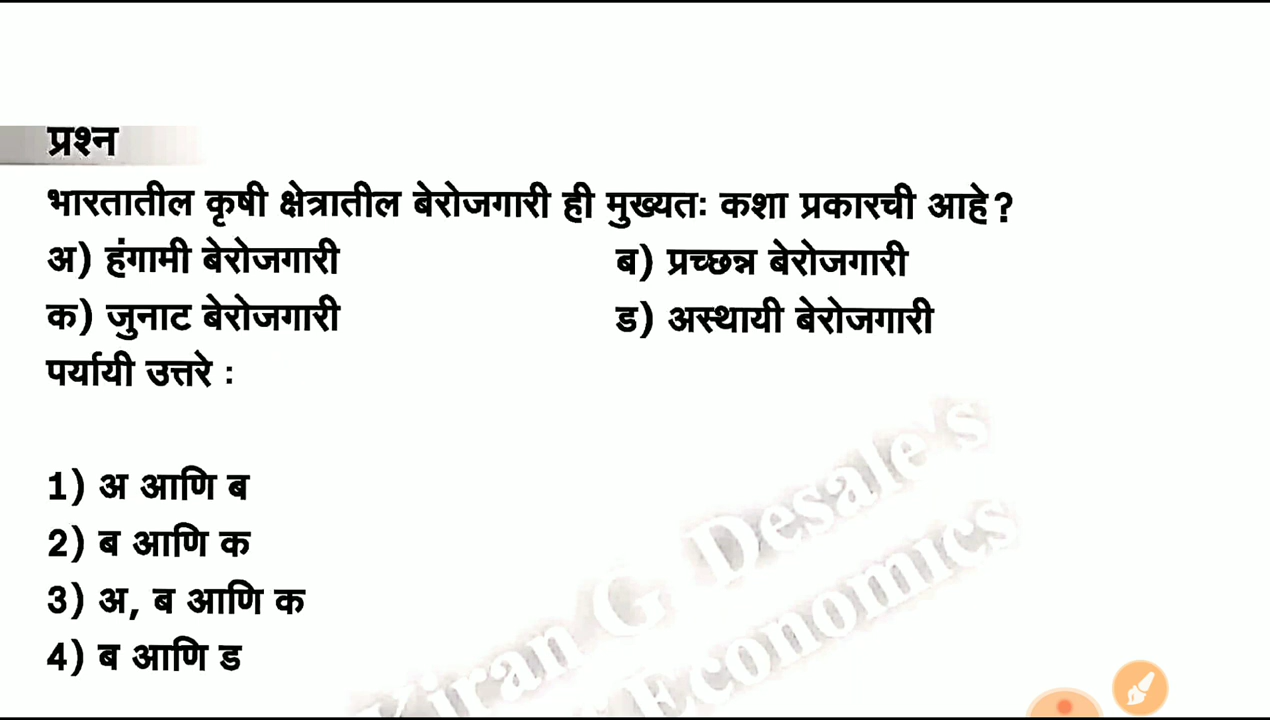 प्रश्न
भारतातील कृषी क्षेत्रातील बेरोजगारी ही मुख्यतः कशा प्रकारची आहे?
अ) हंगामी बेरोजगारी ब) प्रच्छन्न बेरोजगारी
क) जुनाट बेरोजगारी ड) अस्थायी बेरोजगारी
पर्यायी उत्तरे :
1) अ आणि ब
2) ब आणि क
3) अ, ब आणि क
4) ब आणि ड
Kiran G Desale's
Economics